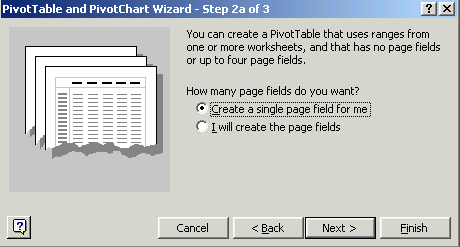 PivotTable and PivotChart Wizard - Step 2a of 3
You can create a PivotTable that uses ranges from
one or more worksheets, and that has no page fields
or up to four page fields.
How many page fields do you want?
Create a single page field for me
I will create the page fields
Cancel
< Back
Next >
Finish